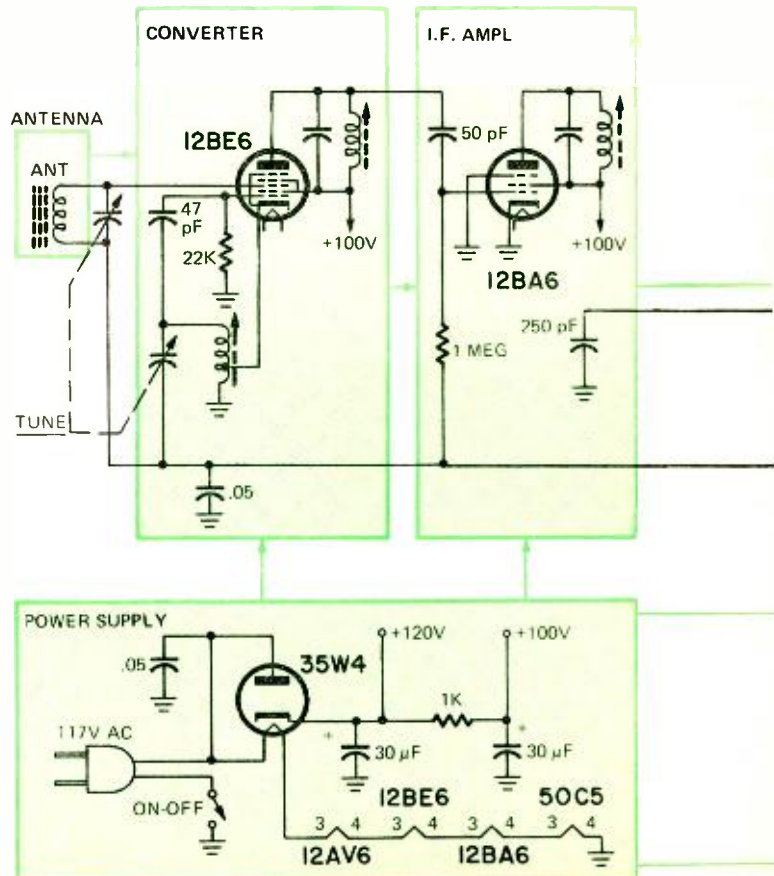 CONVERTER
I.F. AMPL
ANTENNA
ANT
12BE6
50 pF
47
pF
22K
+100V
+100V
12BA6
250 pF
1 MEG
TUNE
.05
POWER SUPPLY
+120V
+100V
.05
35W4
1K
117V AC
+
30 μF
+
30 μF
ON-OFF
12BE6
50C5
3 4
3 4
3 4
3 4
12AV6
12BA6